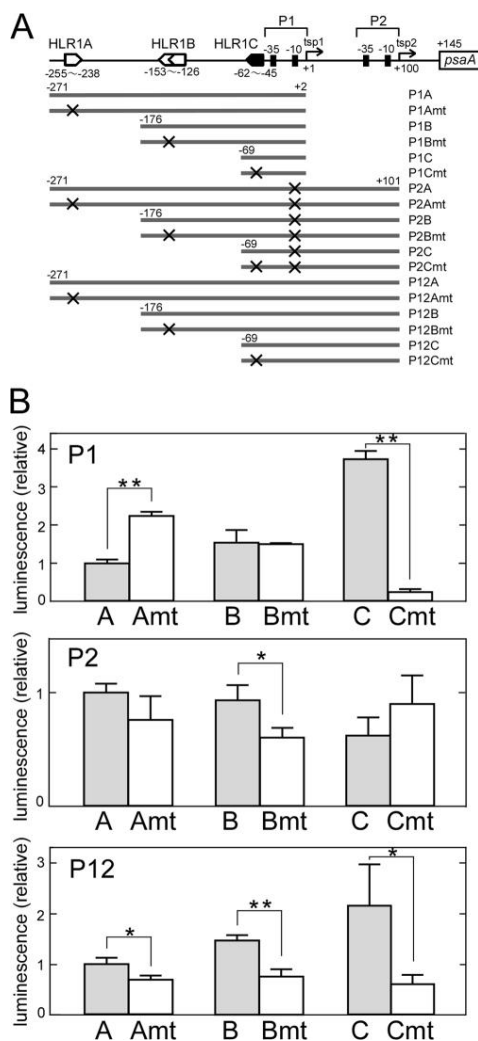 A
P1 P2
HLR1A HLR1B HLR1C -35 -10 tsp1 -35 -10 tsp2 +145
-255～-238 -153～-126 -62～-45 +1 +100 psaA
-271 +2 P1A
P1Amt
-176 P1B
P1Bmt
-69 P1C
P1Cmt
-271 +101 P2A
P2Amt
-176 P2B
P2Bmt
-69 P2C
P2Cmt
-271 P12A
P12Amt
-176 P12B
P12Bmt
-69 P12C
P12Cmt
B
luminescence (relative)
P1
4
3
2
1
0
** **
A Amt B Bmt C Cmt
luminescence (relative)
P2
1
0
*
A Amt B Bmt C Cmt
luminescence (relative)
P12
3
2
1
0
* ** *
A Amt B Bmt C Cmt